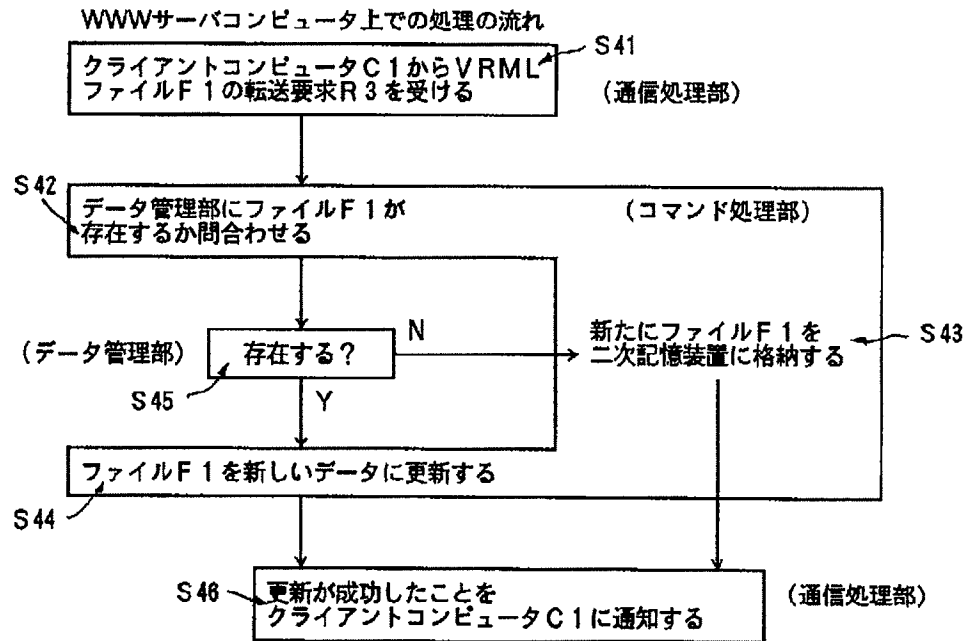 WWWサーバコンピュータ上での処理の流れ
S41
クライアントコンピュータC1からVRML
ファイルF1の転送要求R3を受ける
(通信処理部)
S42
データ管理部にファイルF1が
存在するか問合わせる
(コマンド処理部)
(データ管理部)
存在する?
N
新たにファイルF1を
二次記憶装置に格納する
S43
S45
Y
ファイルF1を新しいデータに更新する
S44
S46
更新が成功したことを
クライアントコンピュータC1に通知する
(通信処理部)